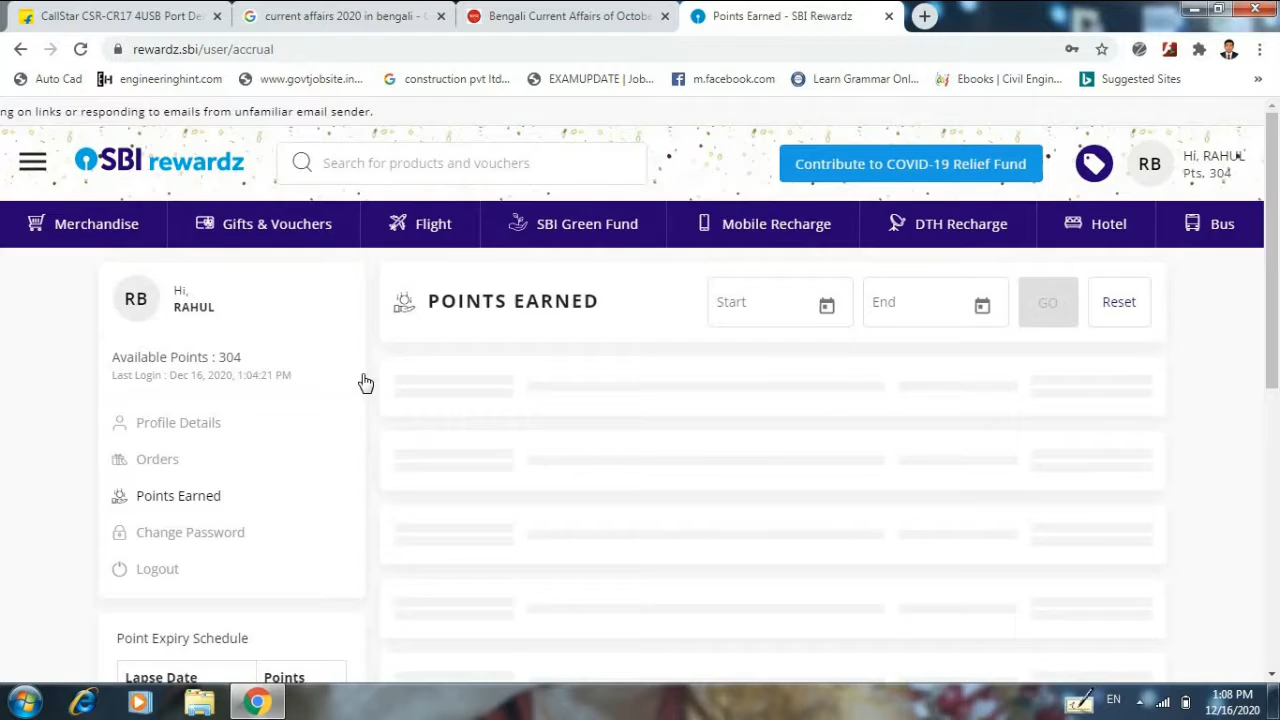 CallStar CSR-CR17 4USB Port De
current affairs 2020 in bengali - G
Bengali Current Affairs of Octobe
Points Earned - SBI Rewardz
rewardz.sbi/user/accrual
Auto Cad
engineeringhint.com
www.govtjobsite.in...
construction pvt ltd...
EXAMUPDATE | Job...
m.facebook.com
Learn Grammar Onl...
Ebooks | Civil Engin...
Suggested Sites
ng on links or responding to emails from unfamiliar email sender.
SBI rewardz
Search for products and vouchers
Contribute to COVID-19 Relief Fund
RB
Hi, RAHUL
Pts, 304
Merchandise
Gifts & Vouchers
Flight
SBI Green Fund
Mobile Recharge
DTH Recharge
Hotel
Bus
RB
Hi,
RAHUL
Available Points : 304
Last Login : Dec 16, 2020, 1:04:21 PM
Profile Details
Orders
Points Earned
Change Password
Logout
Point Expiry Schedule
Lapse Date
Points
POINTS EARNED
Start
End
GO
Reset
EN
1:08 PM
12/16/2020